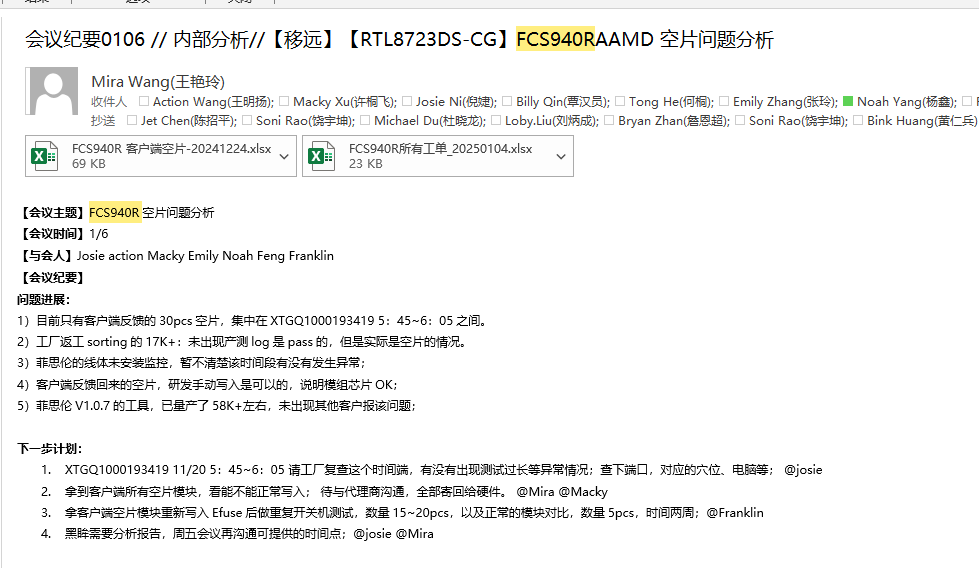 会议纪要0106 // 内部分析//【移远】【RTL8723DS-CG】FCS940RAAMD 空片问题分析
Mira Wang(王艳玲)
收件人 Action Wang(王明扬); Macky Xu(许桐飞); Josie Ni(倪婕); Billy Qin(覃汉员); Tong He(何桐); Emily Zhang(张玲); Noah Yang(杨鑫);
抄送 Jet Chen(陈招平); Soni Rao(饶宇坤); Michael Du(杜晓龙); Loby.Liu(刘炳成); Bryan Zhan(詹恩超); Soni Rao(饶宇坤); Bink Huang(黄仁兵)
FCS940R 客户端空片-20241224.xlsx
69 KB
FCS940R所有工单_20250104.xlsx
23 KB
【会议主题】FCS940R 空片问题分析
【会议时间】1/6
【与会人】Josie action Macky Emily Noah Feng Franklin
【会议纪要】
问题进展：
1）目前只有客户端反馈的 30pcs 空片，集中在 XTGQ1000193419 5：45~6：05 之间。
2）工厂返工 sorting 的 17K+：未出现产测 log 是 pass 的，但是实际是空片的情况。
3）菲思伦的线体未安装监控，暂不清楚该时间段有没有发生异常；
4）客户端反馈回来的空片，研发手动写入是可以的，说明模组芯片 OK；
5）菲思伦 V1.0.7 的工具，已量产了 58K+左右，未出现其他客户报该问题；
下一步计划：
1. XTGQ1000193419 11/20 5：45~6：05 请工厂复查这个时间端，有没有出现测试过长等异常情况；查下端口，对应的穴位、电脑等； @josie
2. 拿到客户端所有空片模块，看能不能正常写入； 待与代理商沟通，全部寄回给硬件。 @Mira @Macky
3. 拿客户端空片模块重新写入 Efuse 后做重复开关机测试，数量 15~20pcs，以及正常的模块对比，数量 5pcs，时间两周；@Franklin
4. 黑眸需要分析报告，周五会议再沟通可提供的时间点；@josie @Mira